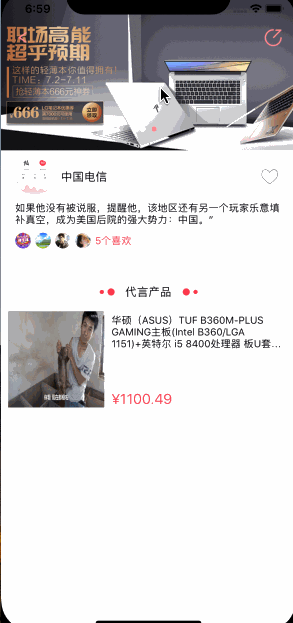 6:59
职场高能
超乎预期
这样的轻薄本你值得拥有!
TIME: 7.2~7.11
抢轻薄本666元神券
¥666
中国电信
如果他没有被说服，提醒他，该地区还有另一个玩家乐意填
补真空，成为美国后院的强大势力：中国。”
5个喜欢
代言产品
华硕（ASUS）TUF B360M-PLUS
GAMING主板(Intel B360/LGA
1151)+英特尔 i5 8400处理器 板U套...
¥1100.49